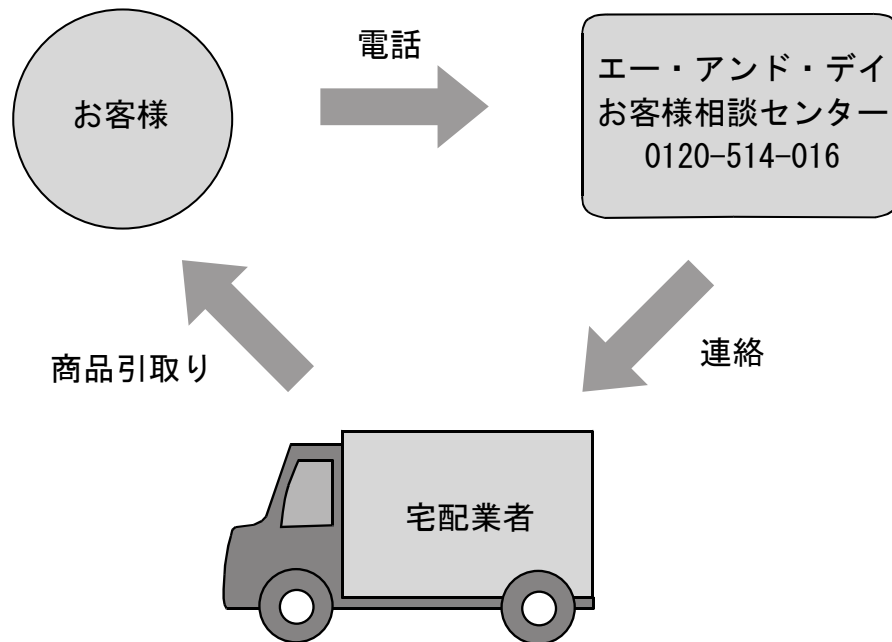 お客様
電話
エー・アンド・デイ
お客様相談センター
0120-514-016
商品引取り
連絡
宅配業者